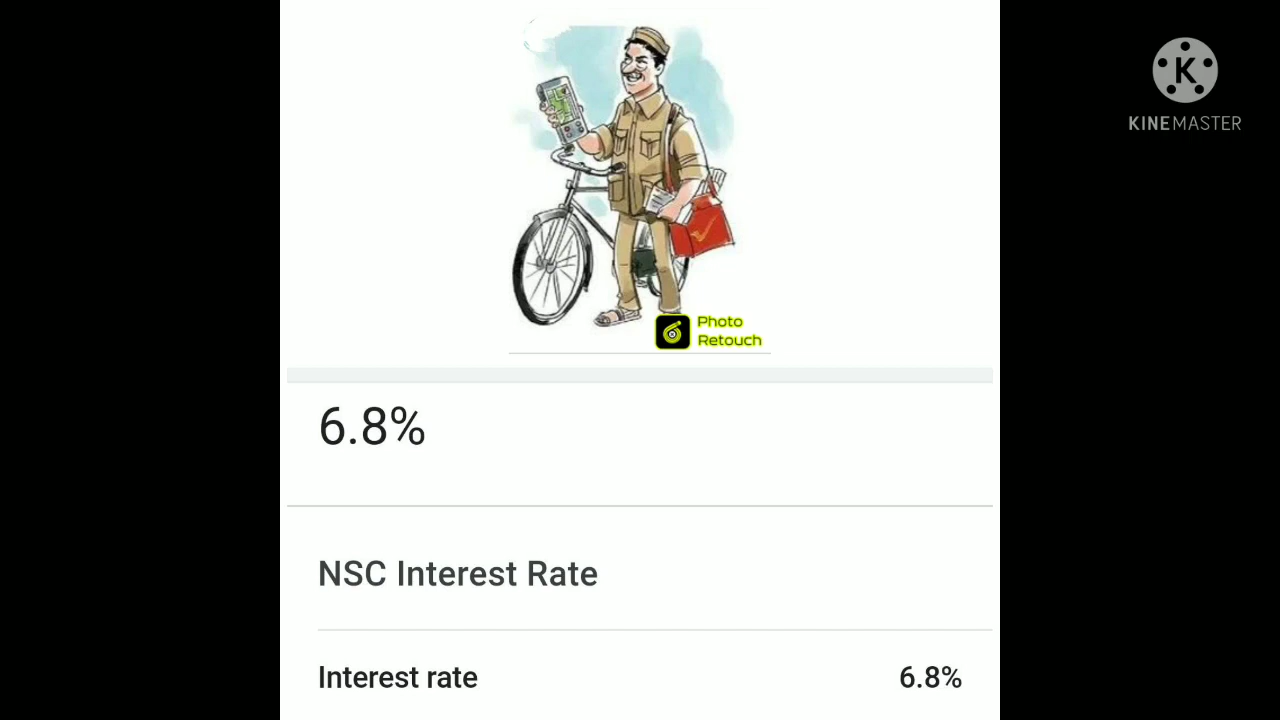 K
KINEMASTER
Photo
Retouch
6.8%
NSC Interest Rate
Interest rate 6.8%